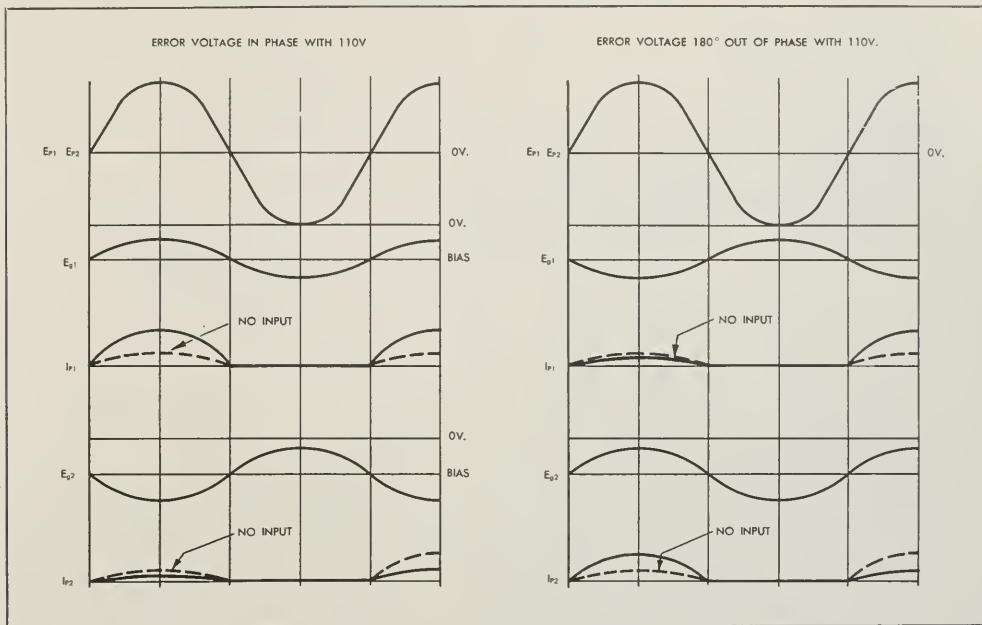 ERROR VOLTAGE IN PHASE WITH 110V
EP1 EP2
0V.
0V.
Eg1
BIAS
NO INPUT
IP1
0V.
Eg2
BIAS
NO INPUT
IP2
ERROR VOLTAGE 180° OUT OF PHASE WITH 110V.
EP1 EP2
0V.
Eg1
NO INPUT
IP1
Eg2
NO INPUT
IP2